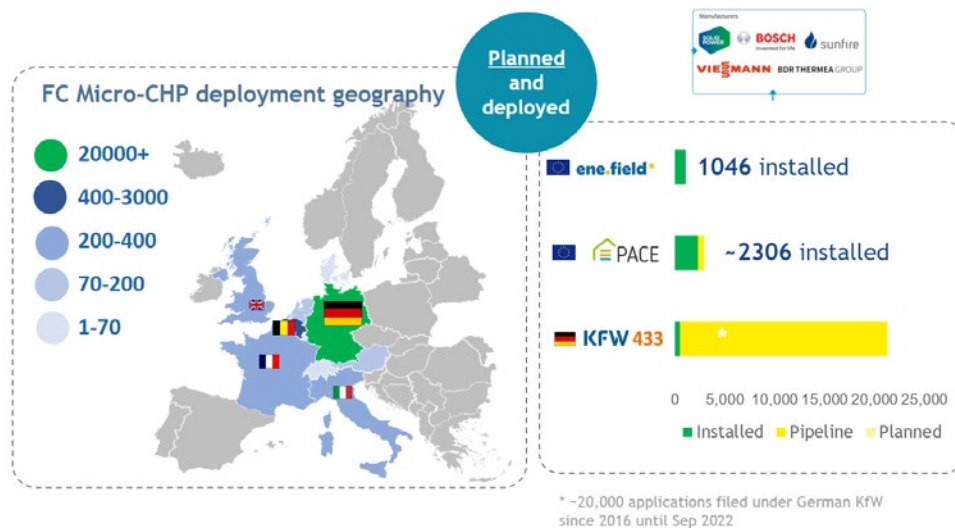 Manufacturers
SOLID
POWER
BOSCH
Invented for life
sunfire
VIESMANN
BDR THERMEA GROUP
Planned
and
deployed
FC Micro-CHP deployment geography
20000+
400-3000
200-400
70-200
1-70
ene.field*
1046 installed
PACE
~2306 installed
KFW 433
*
0 5,000 10,000 15,000 20,000 25,000
Installed Pipeline Planned
* ~20,000 applications filed under German KfW
since 2016 until Sep 2022